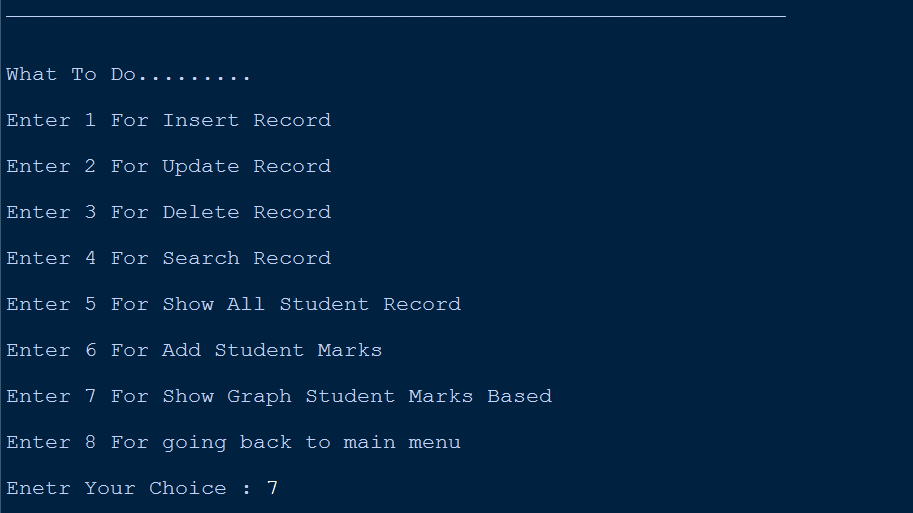 What To Do.........
Enter 1 For Insert Record
Enter 2 For Update Record
Enter 3 For Delete Record
Enter 4 For Search Record
Enter 5 For Show All Student Record
Enter 6 For Add Student Marks
Enter 7 For Show Graph Student Marks Based
Enter 8 For going back to main menu
Enetr Your Choice : 7